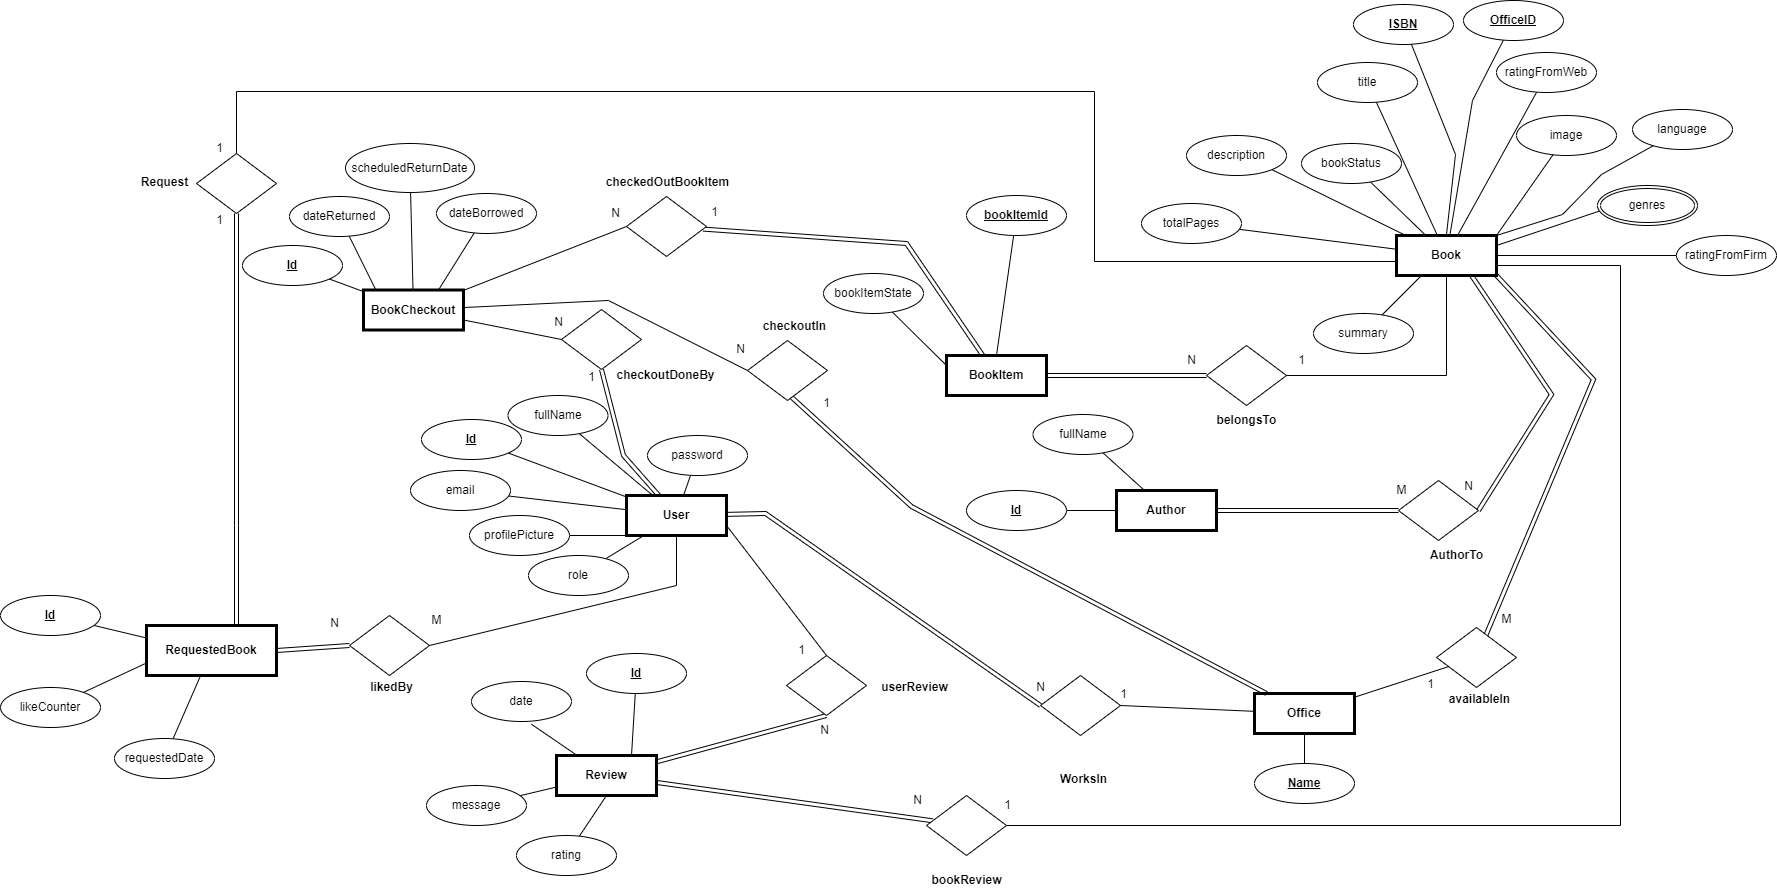 ISBN
OfficeID
title
ratingFromWeb
image
language
description
bookStatus
genres
totalPages
Book
ratingFromFirm
summary
1
Request
1
scheduledReturnDate
dateReturned
dateBorrowed
Id
BookCheckout
checkedOutBookItem
N
1
bookItemId
bookItemState
BookItem
N
1
belongsTo
N
checkoutDoneBy
1
checkoutIn
N
1
fullName
Id
password
email
User
profilePicture
role
fullName
Id
Author
M
N
AuthorTo
Id
RequestedBook
likeCounter
requestedDate
N
M
likedBy
1
userReview
N
Id
date
Review
message
rating
N
1
WorksIn
M
1
availableIn
Office
Name
N
1
bookReview